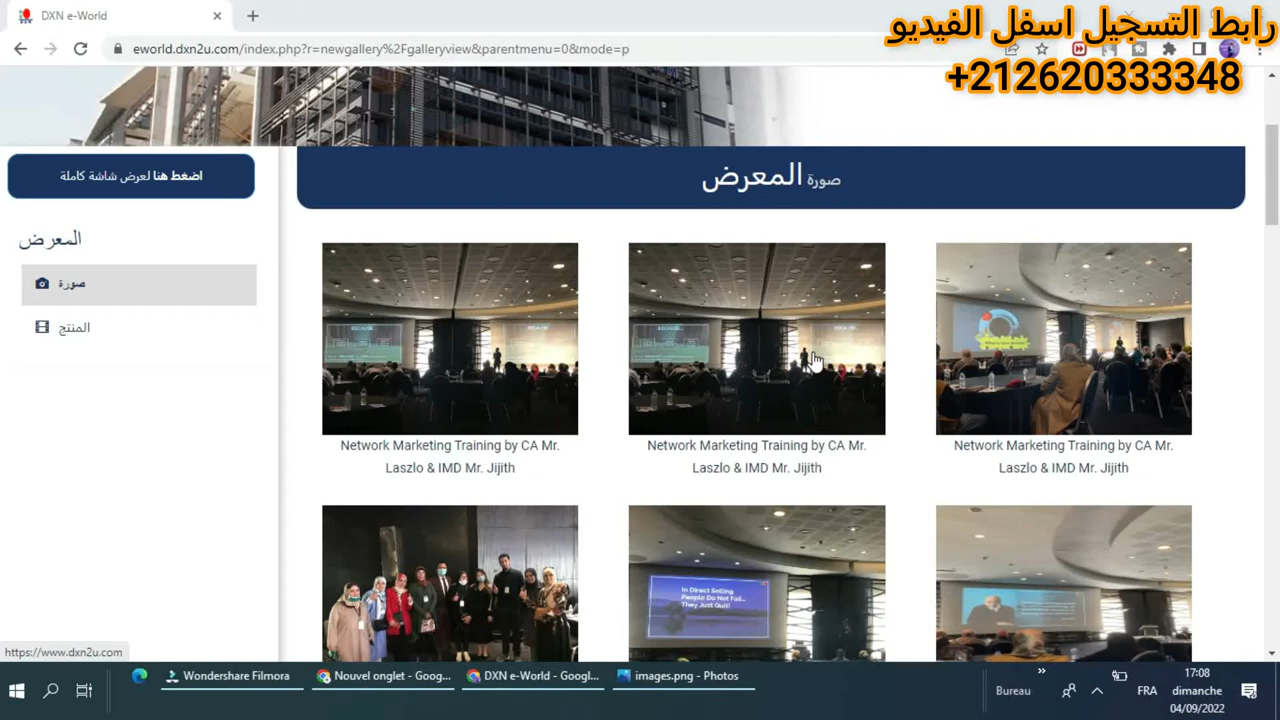 DXN e-World
رابط التسجيل اسفل الفيديو
eworld.dxn2u.com/index.php?r=newgallery%2Fgalleryview&parentmenu=0&mode=p
+212620333348
اضغط هنا لعرض شاشة كاملة
صورة المعرض
المعرض
صورة
المنتج
BECAUSE...
BECAUSE...
Network Marketing Training by CA Mr.
Laszlo & IMD Mr. Jijith
Network Marketing Training by CA Mr.
Laszlo & IMD Mr. Jijith
Network Marketing Training by CA Mr.
Laszlo & IMD Mr. Jijith
In Direct Selling
People Do Not Fail...
They Just Quit!
https://www.dxn2u.com
Wondershare Filmora
Nouvel onglet - Goog...
DXN e-World - Googl...
images.png - Photos
Bureau
FRA
17:08
dimanche
04/09/2022